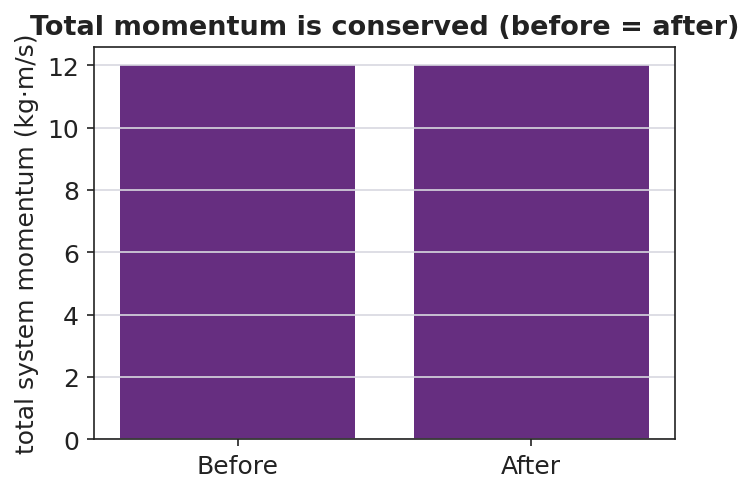 Total momentum is conserved (before = after)
total system momentum (kg·m/s)
12
10
8
6
4
2
0
Before
After